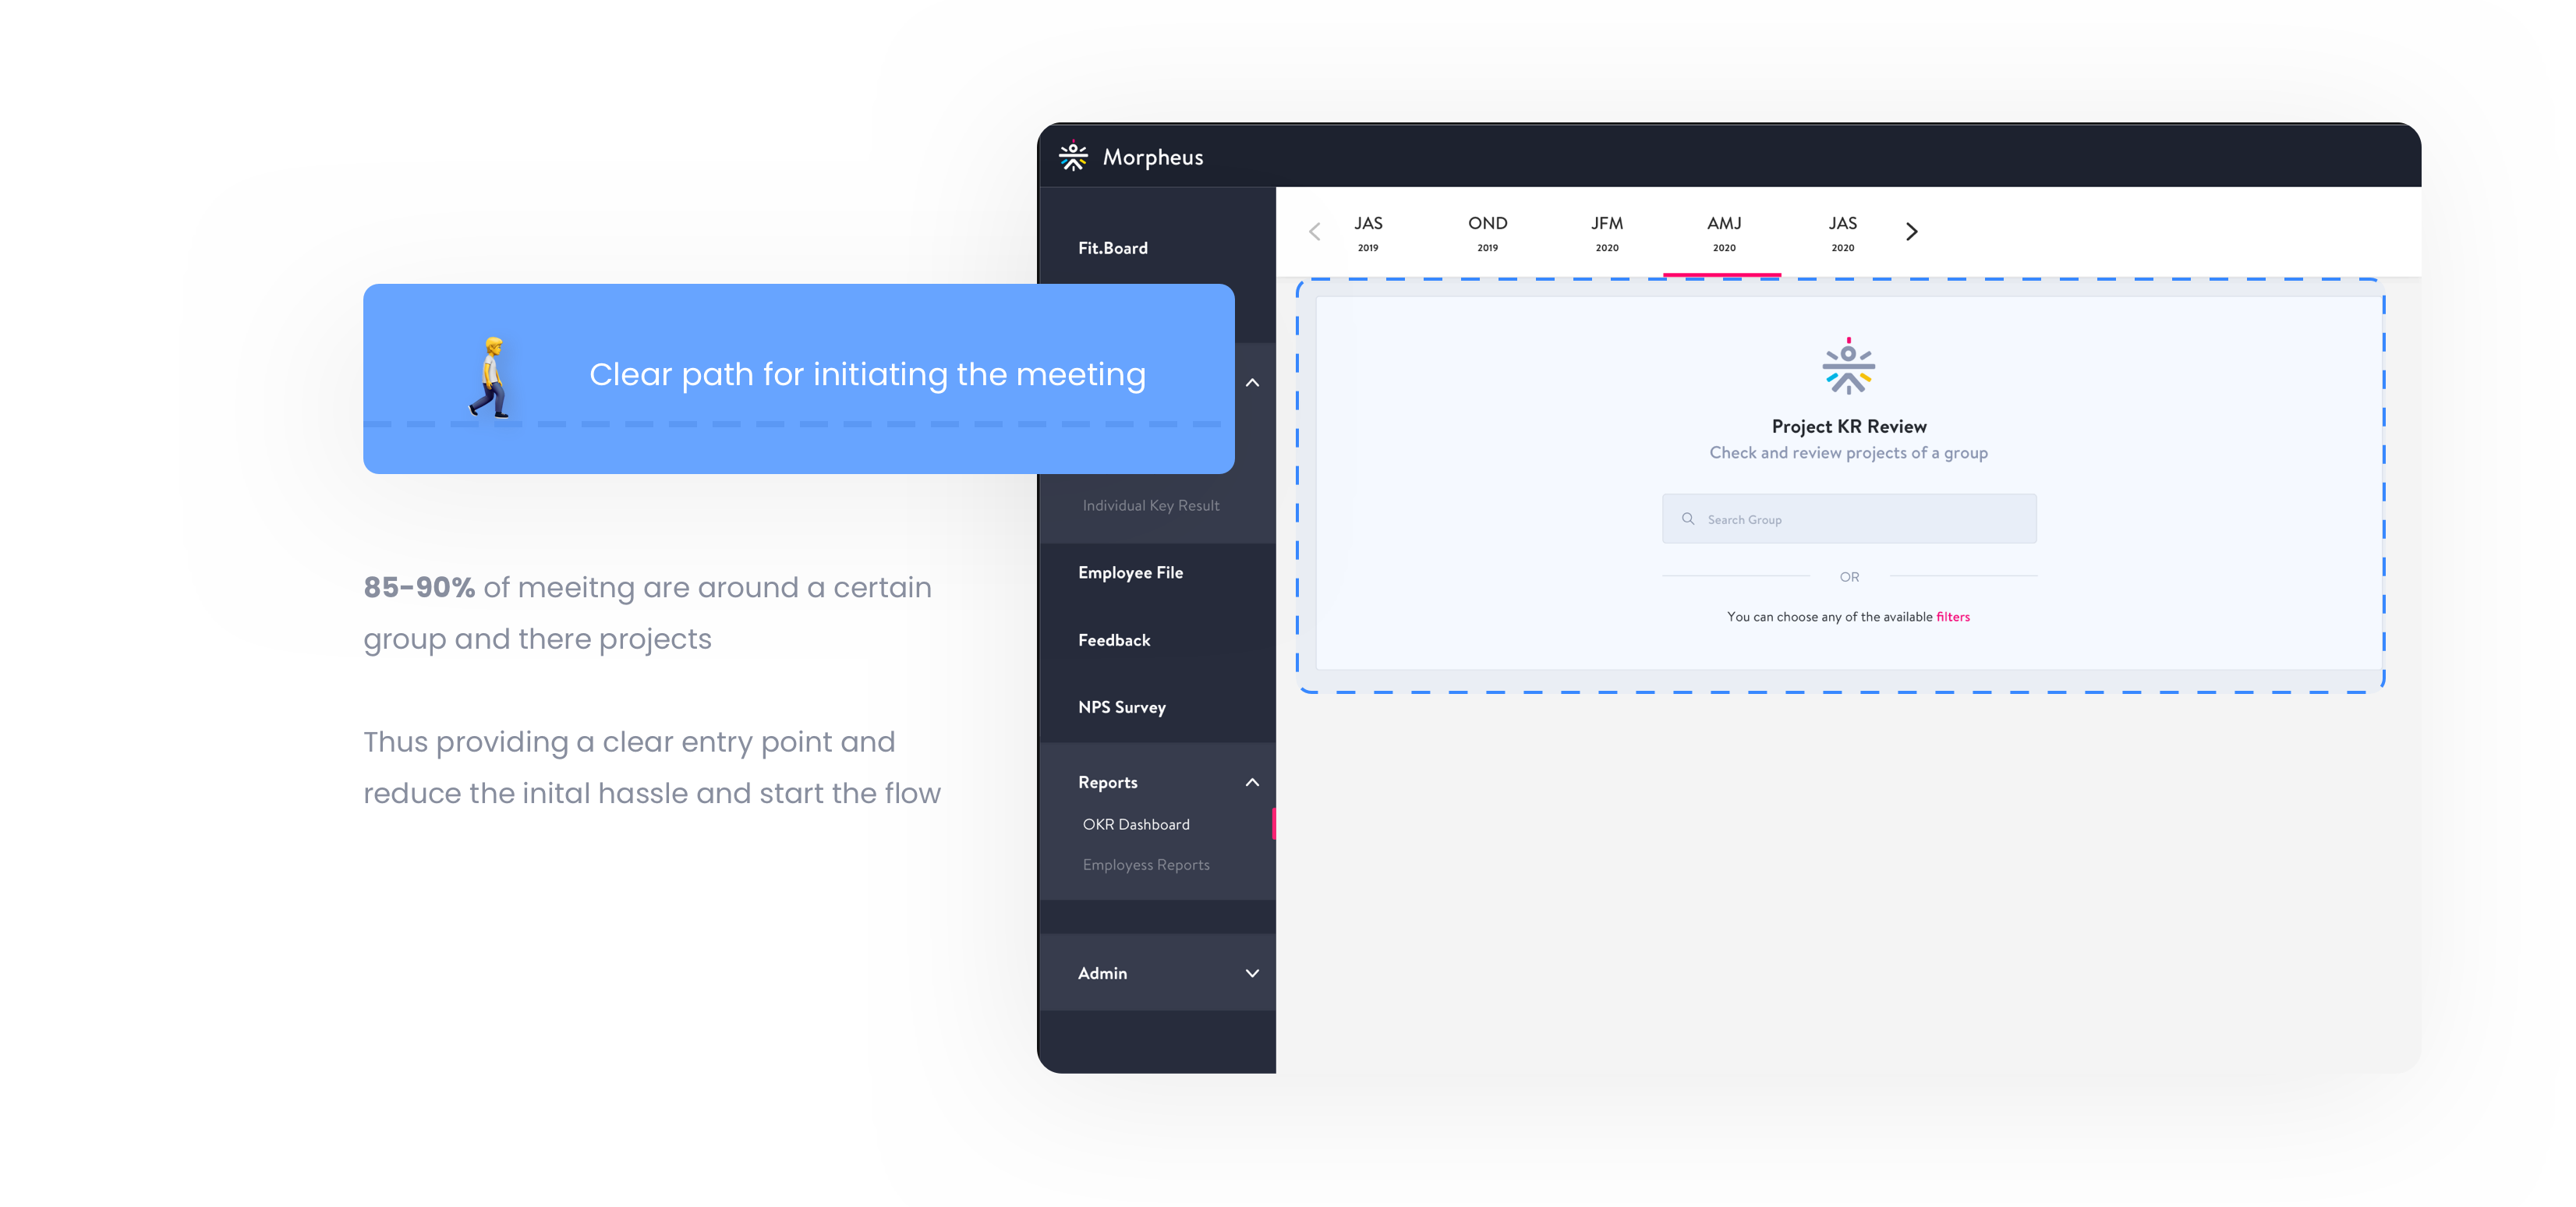 Clear path for initiating the meeting
85-90% of meeitng are around a certain
group and there projects
Thus providing a clear entry point and
reduce the inital hassle and start the flow
Morpheus
Fit.Board
Individual Key Result
Employee File
Feedback
NPS Survey
Reports
OKR Dashboard
Employess Reports
Admin
JAS OND JFM AMJ JAS
2019 2019 2020 2020 2020
Project KR Review
Check and review projects of a group
Search Group
OR
You can choose any of the available filters